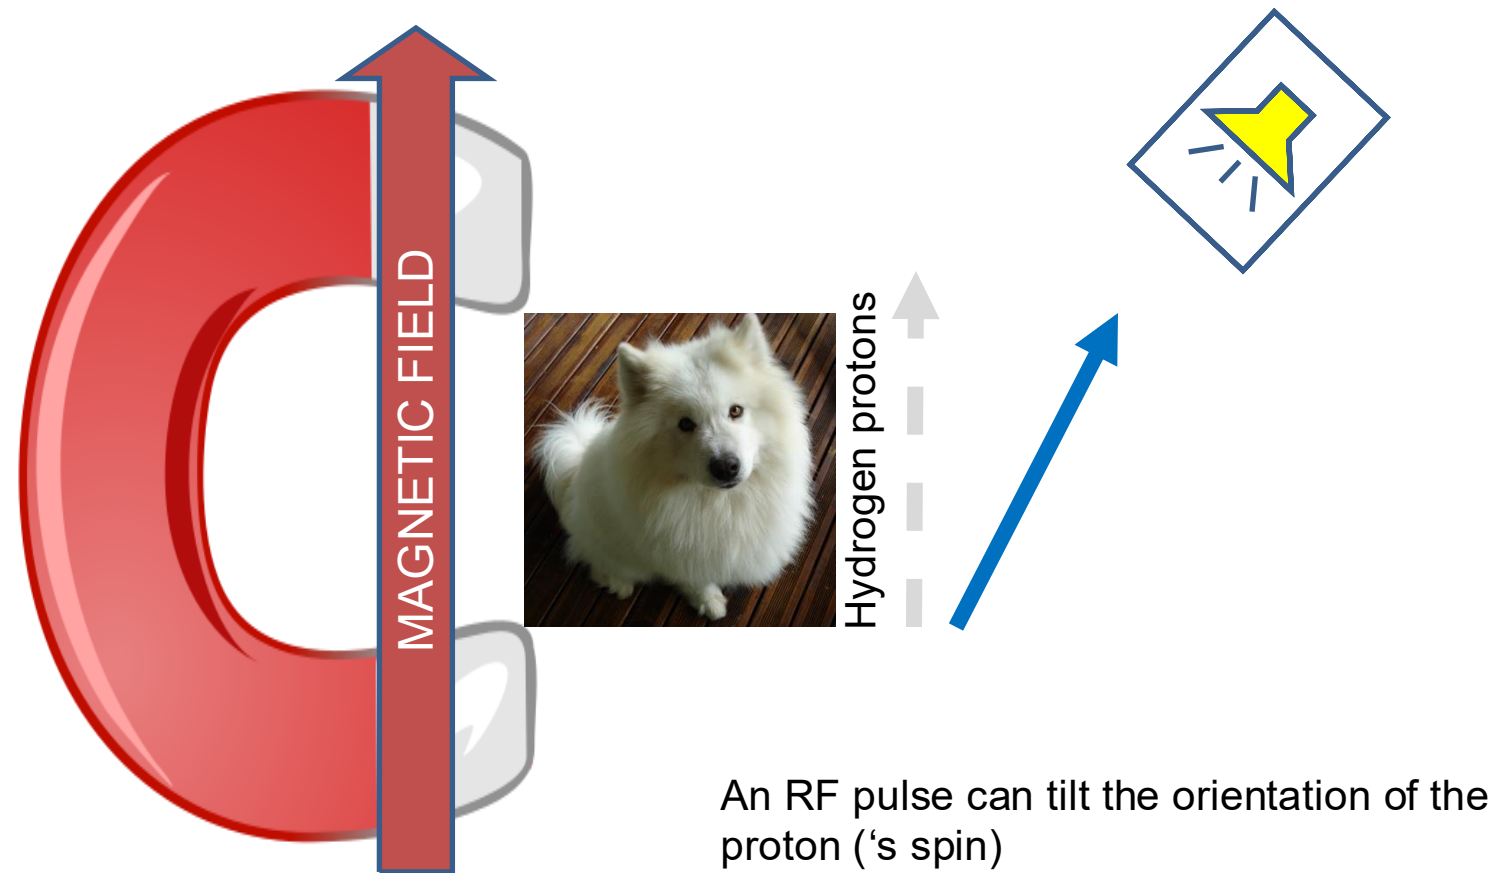 MAGNETIC FIELD
Hydrogen protons
An RF pulse can tilt the orientation of the
proton (‘s spin)